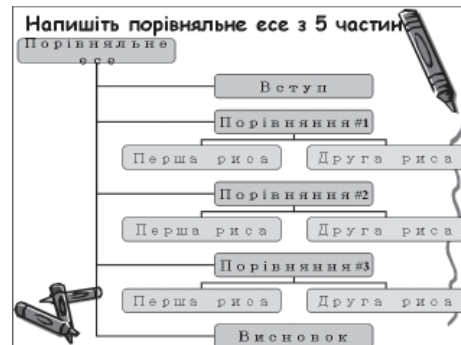 Напишіть порівняльне есе з 5 частин
Порівняльне
есе
Вступ
Порівняння#1
Перша риса
Друга риса
Порівняння#2
Перша риса
Друга риса
Порівняння#3
Перша риса
Друга риса
Висновок